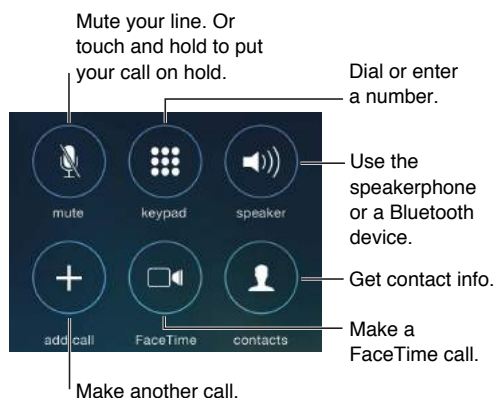 Mute your line. Or
touch and hold to put
your call on hold.
Dial or enter
a number.
mute
keypad
speaker
Use the
speakerphone
or a Bluetooth
device.
Get contact info.
add call
FaceTime
contacts
Make a
FaceTime call.
Make another call.